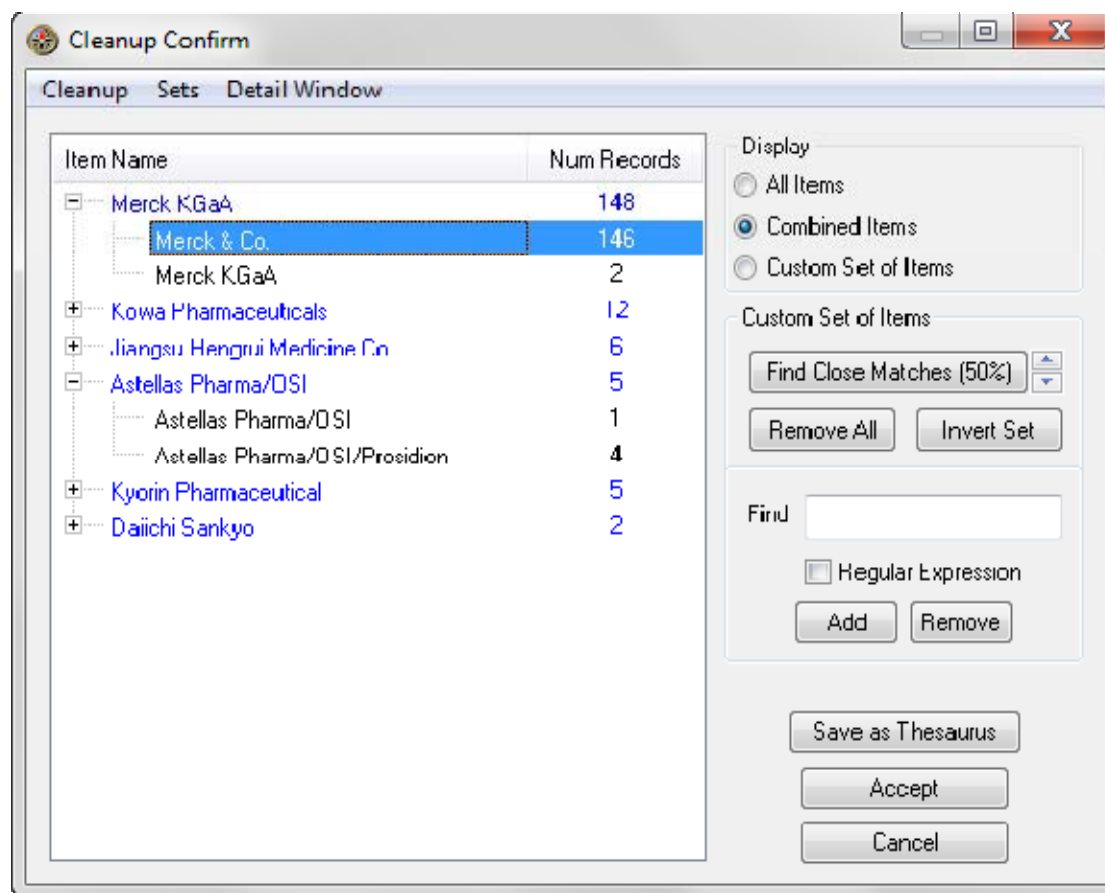 Cleanup Confirm
Cleanup Sets Detail Window
Item Name Num Records
Merck KGaA 148
Merck & Co. 146
Merck KGaA 2
Kowa Pharmaceuticals 12
Jiangsu Hengrui Medicine Co 6
Astellas Pharma/OSI 5
Astellas Pharma/OSI 1
Astellas Pharma/OSI/Prosidion 4
Kyorin Pharmaceutical 5
Daiichi Sankyo 2
Display
All Items
Combined Items
Custom Set of Items
Custom Set of Items
Find Close Matches (50%)
Remove All Invert Set
Find
Regular Expression
Add Remove
Save as Thesaurus
Accept
Cancel